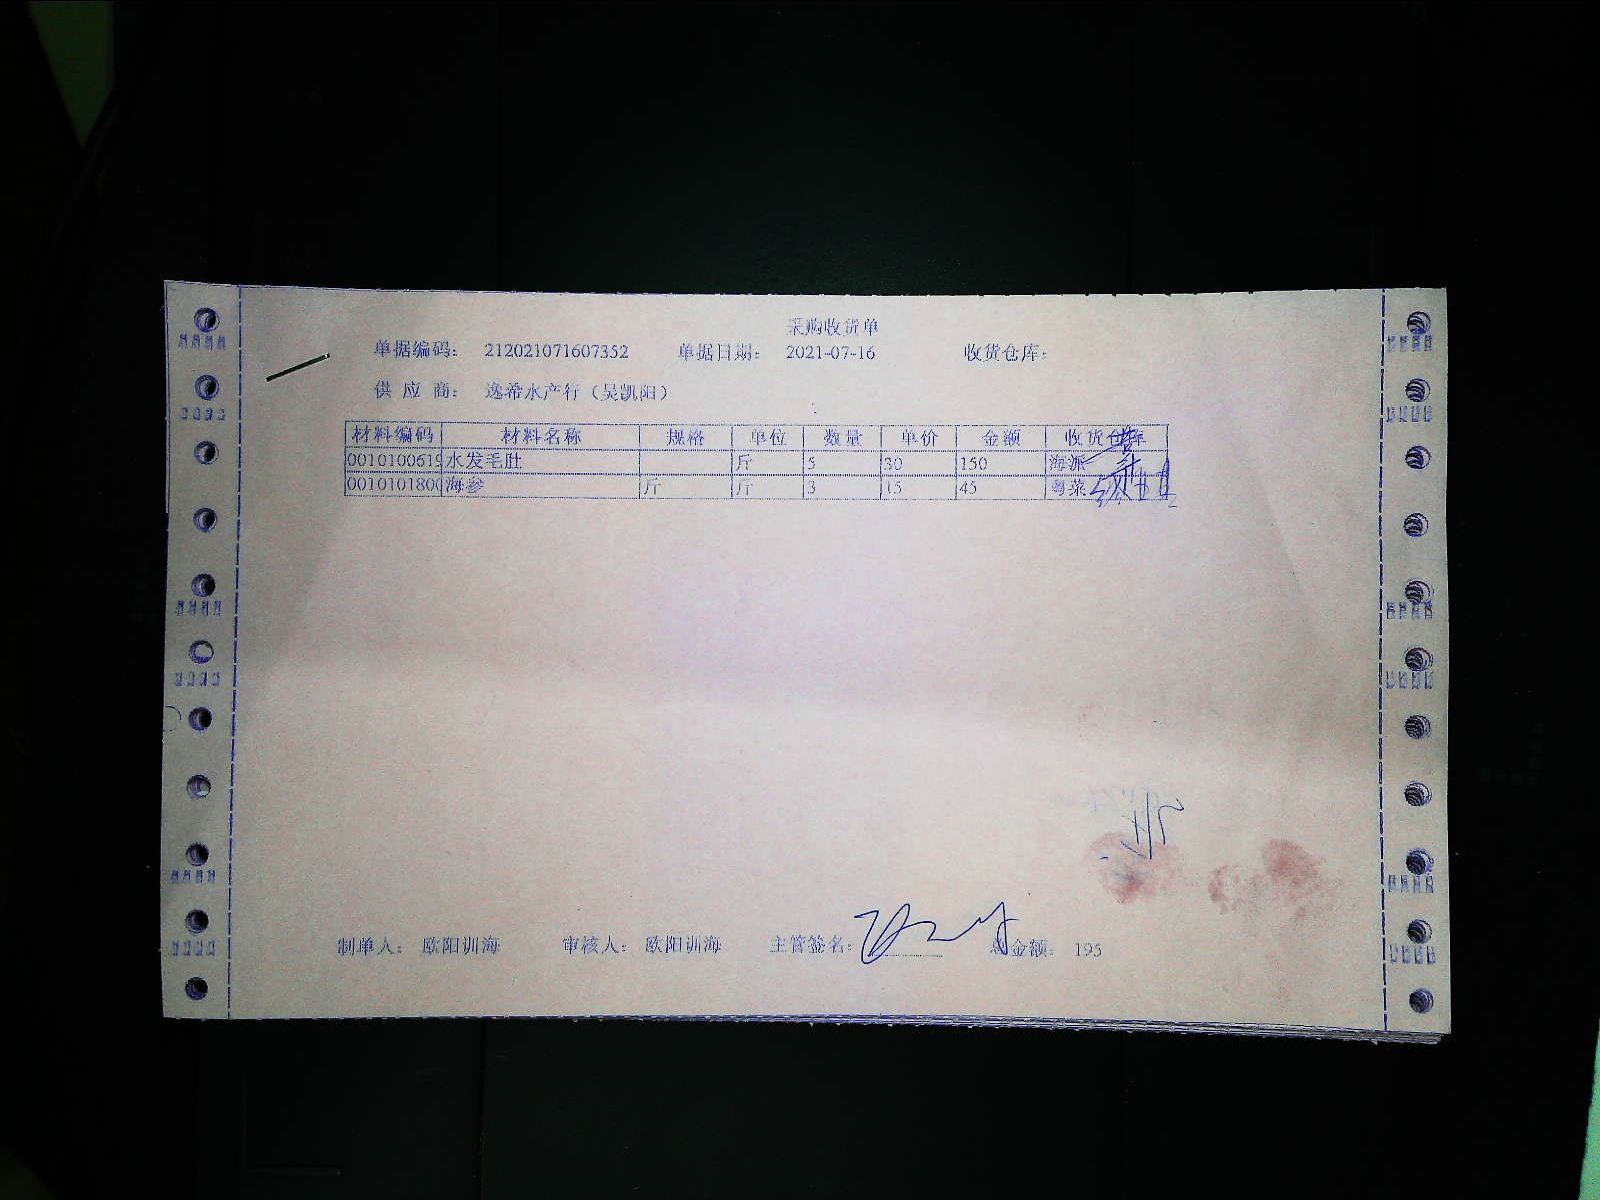 采购收货单
单据编码： 212021071607352 单据日期： 2021-07-16 收货仓库：
供 应 商： 逸希水产行（吴凯阳）
材料编码 材料名称 规格 单位 数量 单价 金额 收货仓库
0010100619 水发毛肚 斤 5 30 150 海派
0010101800 海参 斤 斤 3 15 45 粤菜
制单人： 欧阳训海 审核人： 欧阳训海 主管签名： 总金额： 195